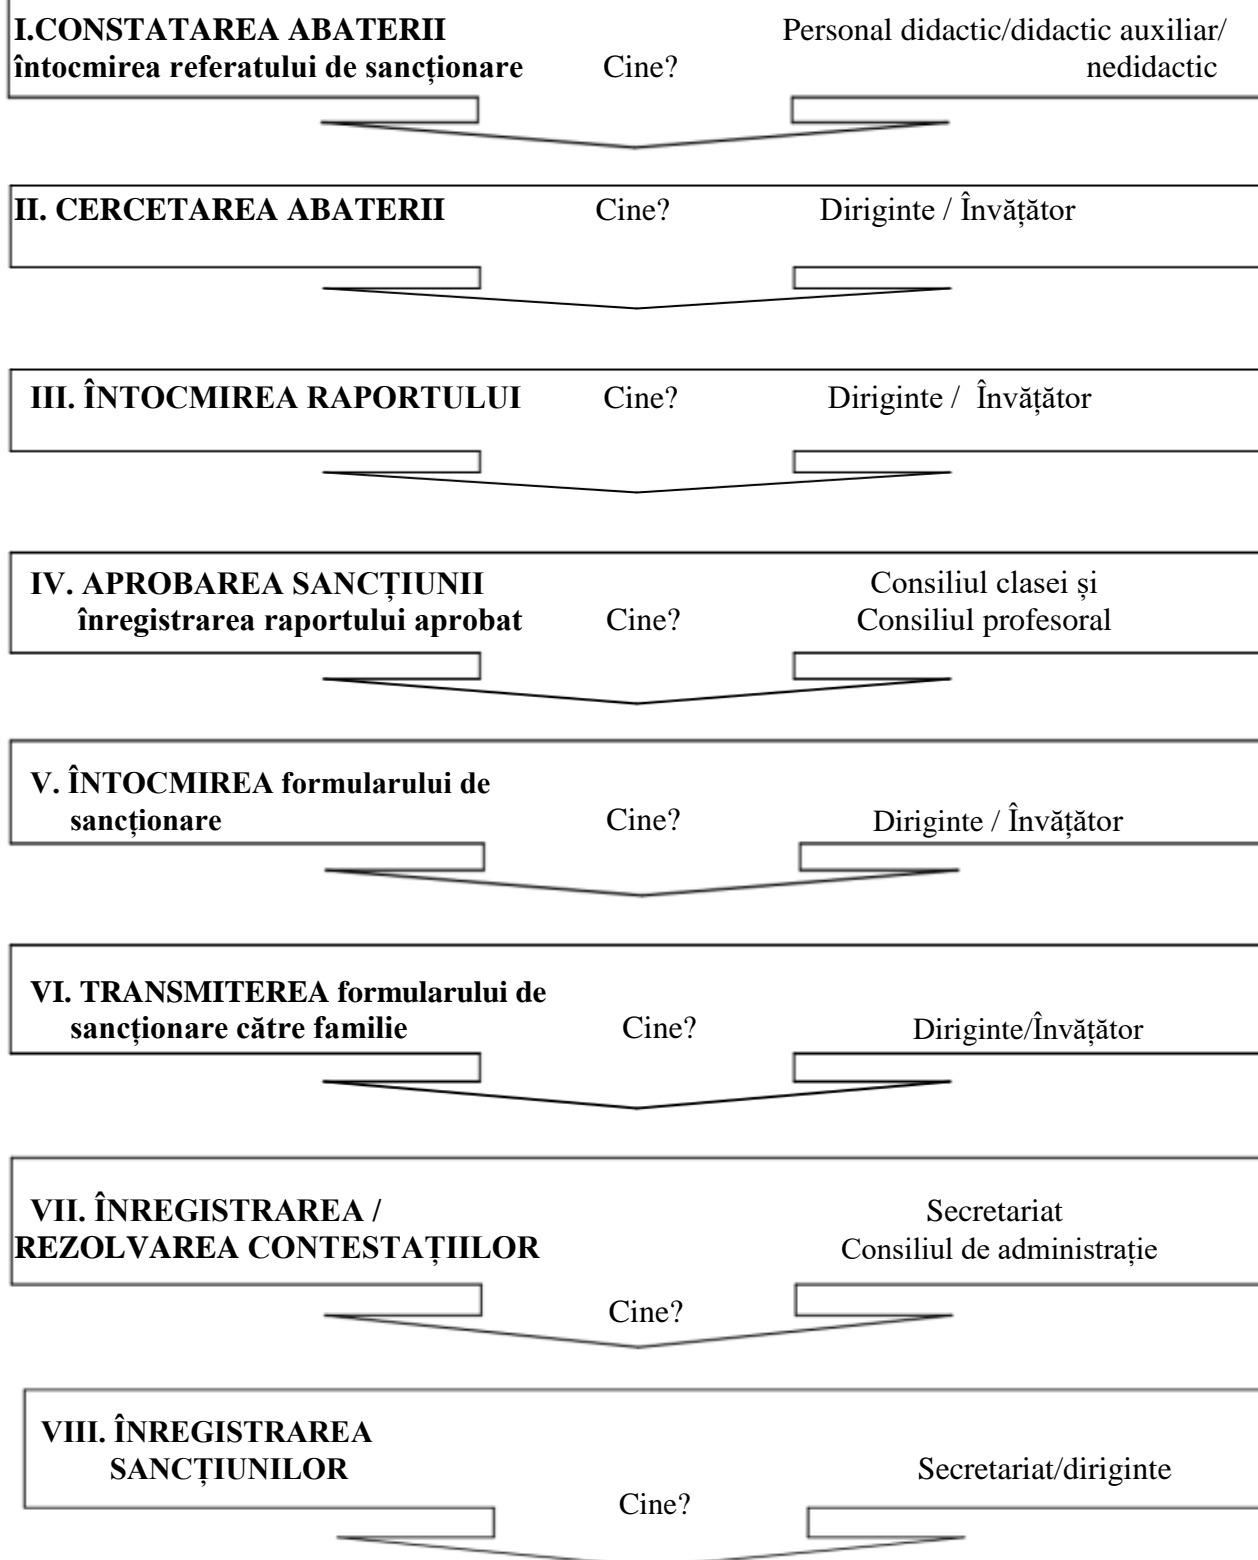 I.CONSTATAREA ABATERII Personal didactic/didactic auxiliar/
întocmirea referatului de sancționare Cine? nedidactic
II. CERCETAREA ABATERII Cine? Diriginte / Învățător
III. ÎNTOCMIREA RAPORTULUI Cine? Diriginte / Învățător
IV. APROBAREA SANCȚIUNII Consiliul clasei și
înregistrarea raportului aprobat Cine? Consiliul profesoral
V. ÎNTOCMIREA formularului de
sancționare Cine? Diriginte / Învățător
VI. TRANSMITEREA formularului de
sancționare către familie Cine? Diriginte/Învățător
VII. ÎNREGISTRAREA / Secretariat
REZOLVAREA CONTESTAȚIILOR Consiliul de administrație
Cine?
VIII. ÎNREGISTRAREA
SANCȚIUNILOR Secretariat/diriginte
Cine?